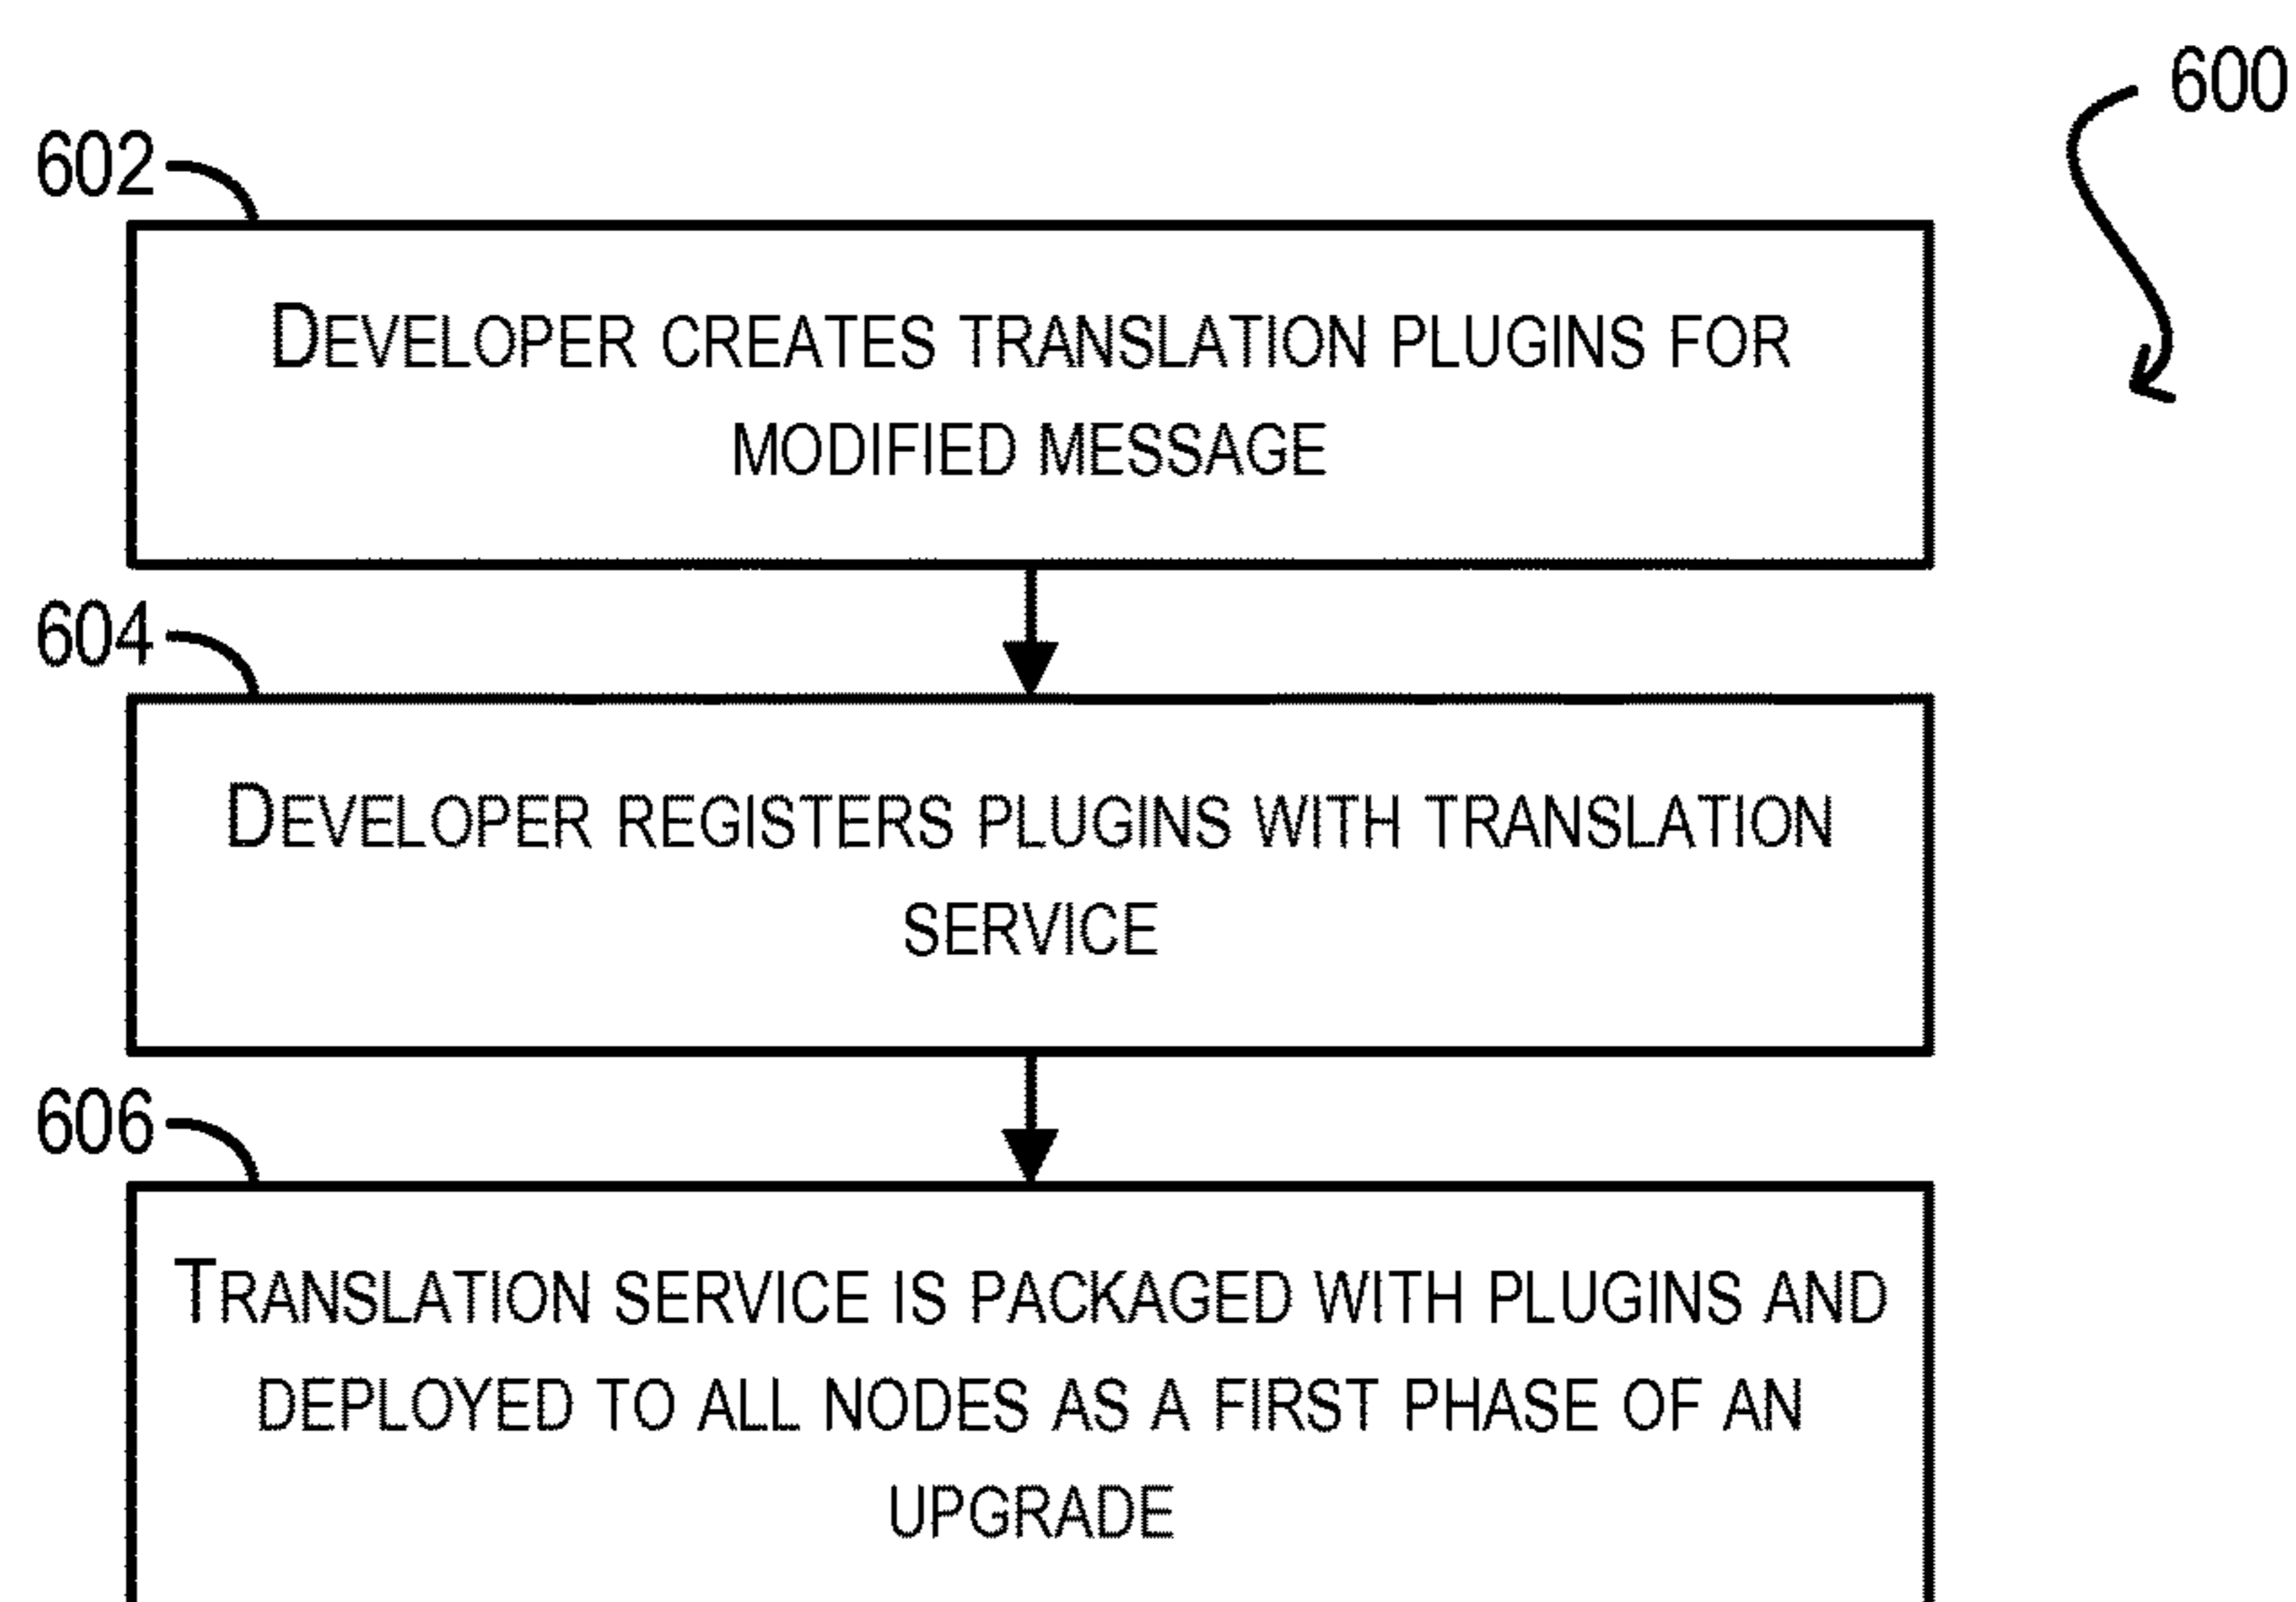 600
602
DEVELOPER CREATES TRANSLATION PLUGINS FOR
MODIFIED MESSAGE
604
DEVELOPER REGISTERS PLUGINS WITH TRANSLATION
SERVICE
606
TRANSLATION SERVICE IS PACKAGED WITH PLUGINS AND
DEPLOYED TO ALL NODES AS A FIRST PHASE OF AN
UPGRADE